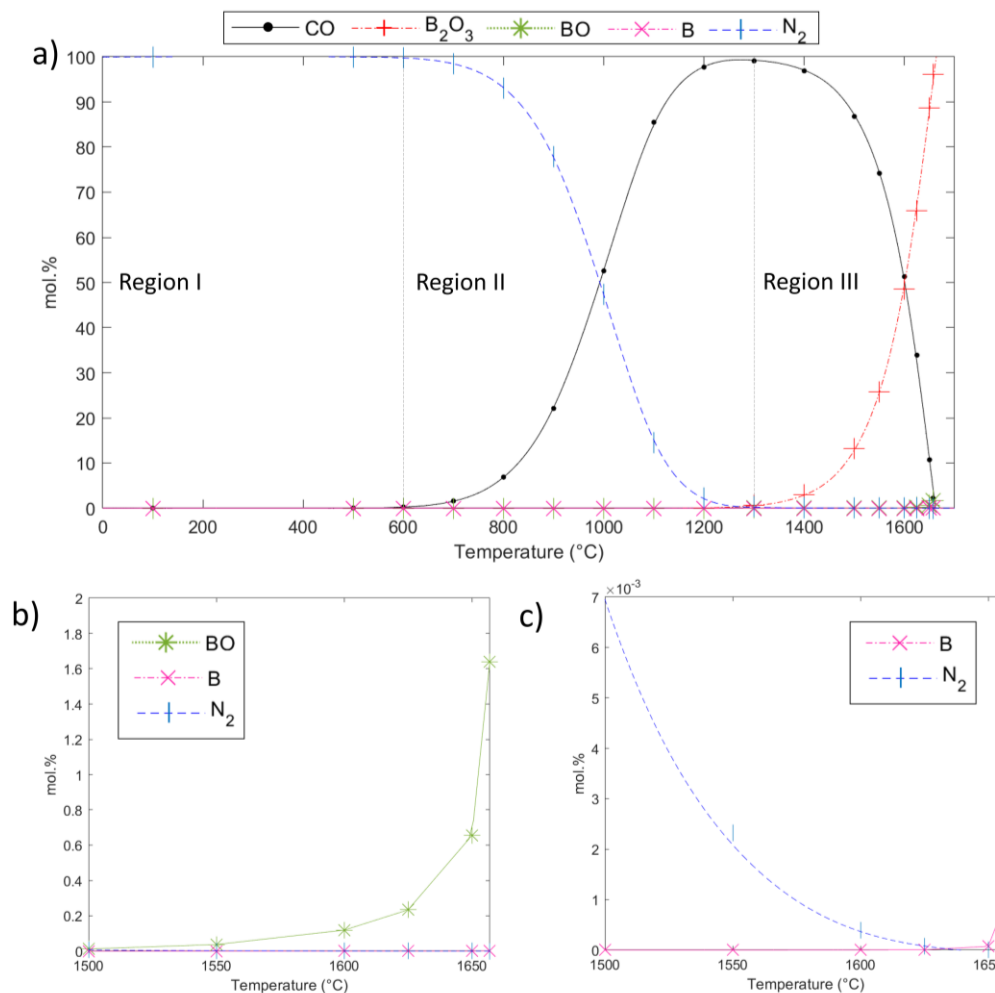 CO B₂O₃ BO B N₂
a)
100
90
80
70
60
50
40
30
20
10
0
mol.%
Region I Region II Region III
0 200 400 600 800 1000 1200 1400 1600
Temperature (°C)
b)
2
1.8
1.6
1.4
1.2
1
0.8
0.6
0.4
0.2
0
mol.%
BO
B
N₂
1500 1550 1600 1650
Temperature (°C)
c)
×10⁻³
7
6
5
4
3
2
1
0
mol.%
B
N₂
1500 1550 1600 1650
Temperature (°C)